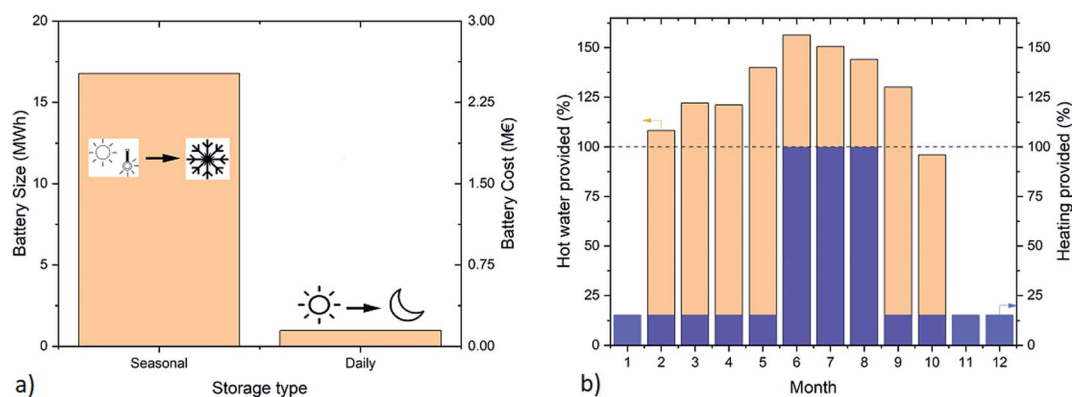 20
15
10
5
0
Battery Size (MWh)
3.00
2.25
1.50
0.75
0.00
Battery Cost (M€)
Seasonal
Daily
Storage type
a)
150
125
100
75
50
25
0
Hot water provided (%)
150
125
100
75
50
25
0
Heating provided (%)
1 2 3 4 5 6 7 8 9 10 11 12
Month
b)